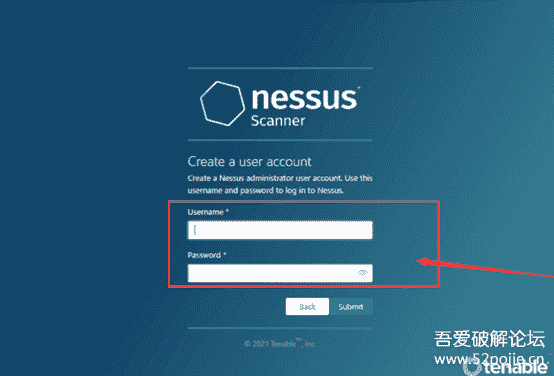 nessus
Scanner
Create a user account
Create a Nessus administrator user account. Use this
username and password to log in to Nessus.
Username *
Password *
Back
Submit
© 2021 Tenable™, Inc.
吾爱破解论坛
www.52pojie.cn
tenable